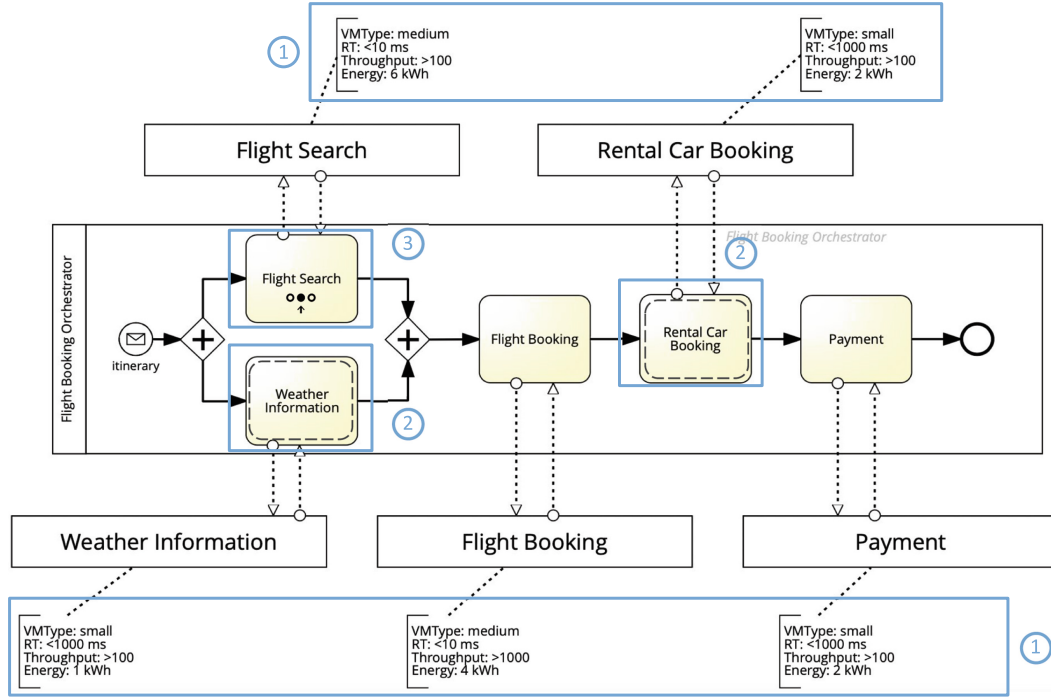 1
VMType: medium
RT: <10 ms
Throughput: >100
Energy: 6 kWh
VMType: small
RT: <1000 ms
Throughput: >100
Energy: 2 kWh
Flight Search
Rental Car Booking
Flight Booking Orchestrator
Flight Booking Orchestrator
3
2
Flight Search
itinerary
Weather
Information
2
Flight Booking
Rental Car
Booking
Payment
Weather Information
Flight Booking
Payment
VMType: small
RT: <1000 ms
Throughput: >100
Energy: 1 kWh
VMType: medium
RT: <10 ms
Throughput: >1000
Energy: 4 kWh
VMType: small
RT: <1000 ms
Throughput: >100
Energy: 2 kWh
1